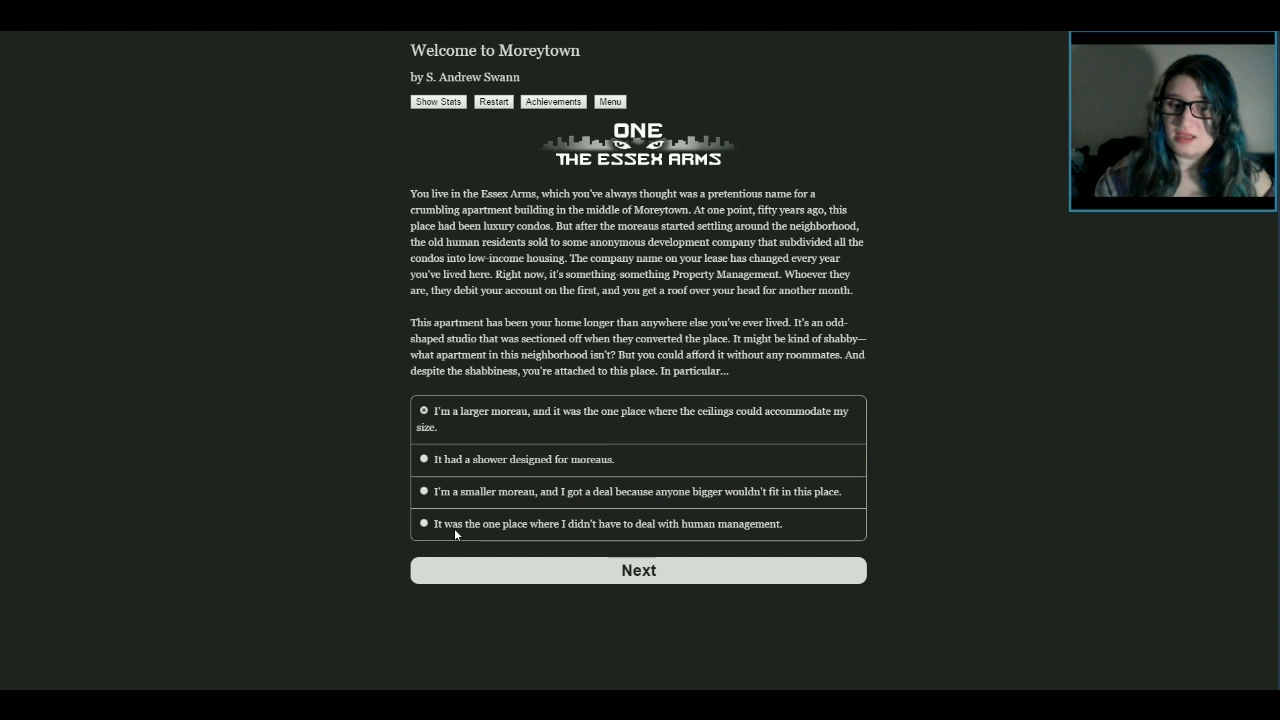 Welcome to Moreytown
by S. Andrew Swann
Show Stats Restart Achievements Menu
ONE
THE ESSEX ARMS
You live in the Essex Arms, which you've always thought was a pretentious name for a
crumbling apartment building in the middle of Moreytown. At one point, fifty years ago, this
place had been luxury condos. But after the moreaus started settling around the neighborhood,
the old human residents sold to some anonymous development company that subdivided all the
condos into low-income housing. The company name on your lease has changed every year
you've lived here. Right now, it's something-something Property Management. Whoever they
are, they debit your account on the first, and you get a roof over your head for another month.
This apartment has been your home longer than anywhere else you've ever lived. It's an odd-
shaped studio that was sectioned off when they converted the place. It might be kind of shabby—
what apartment in this neighborhood isn't? But you could afford it without any roommates. And
despite the shabbiness, you're attached to this place. In particular...
I'm a larger moreau, and it was the one place where the ceilings could accommodate my
size.
It had a shower designed for moreaus.
I'm a smaller moreau, and I got a deal because anyone bigger wouldn't fit in this place.
It was the one place where I didn't have to deal with human management.
Next